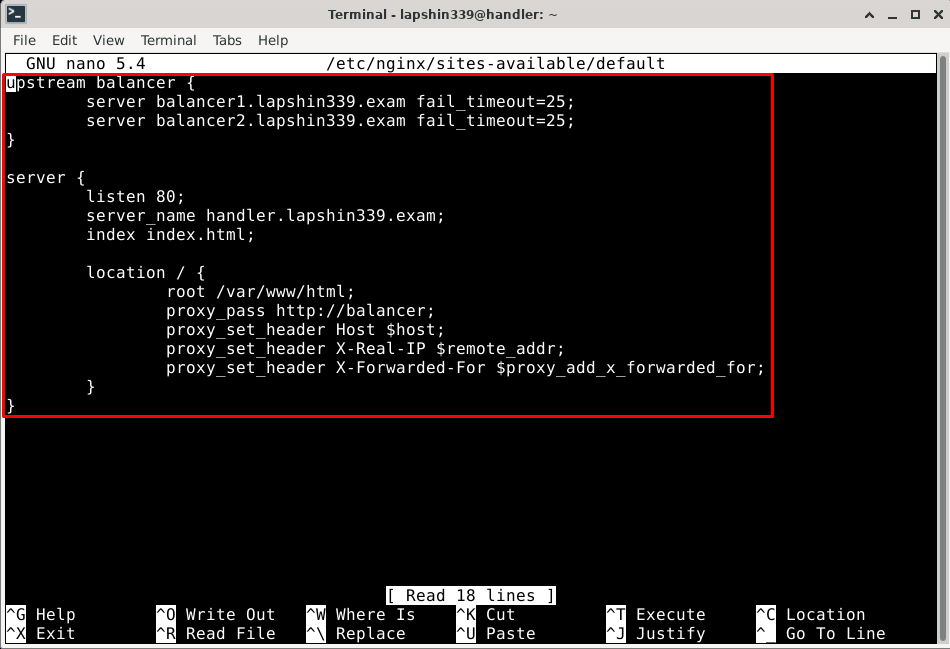 Terminal - lapshin339@handler: ~
File Edit View Terminal Tabs Help
GNU nano 5.4 /etc/nginx/sites-available/default
upstream balancer {
        server balancer1.lapshin339.exam fail_timeout=25;
        server balancer2.lapshin339.exam fail_timeout=25;
}

server {
        listen 80;
        server_name handler.lapshin339.exam;
        index index.html;

        location / {
                root /var/www/html;
                proxy_pass http://balancer;
                proxy_set_header Host $host;
                proxy_set_header X-Real-IP $remote_addr;
                proxy_set_header X-Forwarded-For $proxy_add_x_forwarded_for;
        }
}
[ Read 18 lines ]
^G Help ^O Write Out ^W Where Is ^K Cut ^T Execute ^C Location
^X Exit ^R Read File ^\ Replace ^U Paste ^J Justify ^_ Go To Line